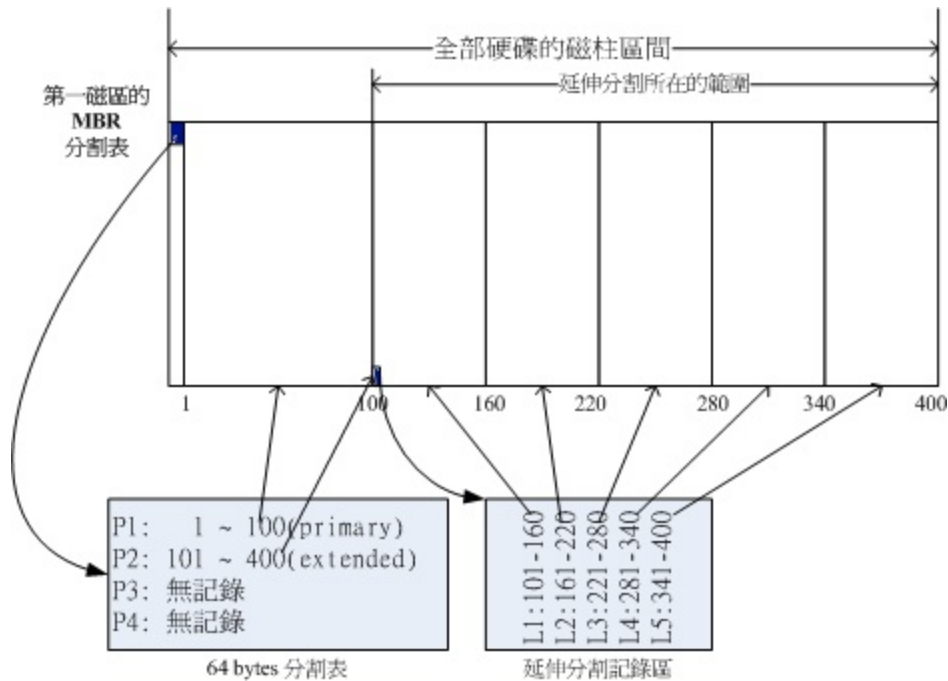 全部硬碟的磁柱區間
延伸分割所在的範圍
第一磁區的
MBR
分割表
1
100
160
220
280
340
400
P1: 1 ~ 100(primary)
P2: 101 ~ 400(extended)
P3: 無記錄
P4: 無記錄
L1:101-160
L2:161-220
L3:221-280
L4:281-340
L5:341-400
64 bytes 分割表
延伸分割記錄區